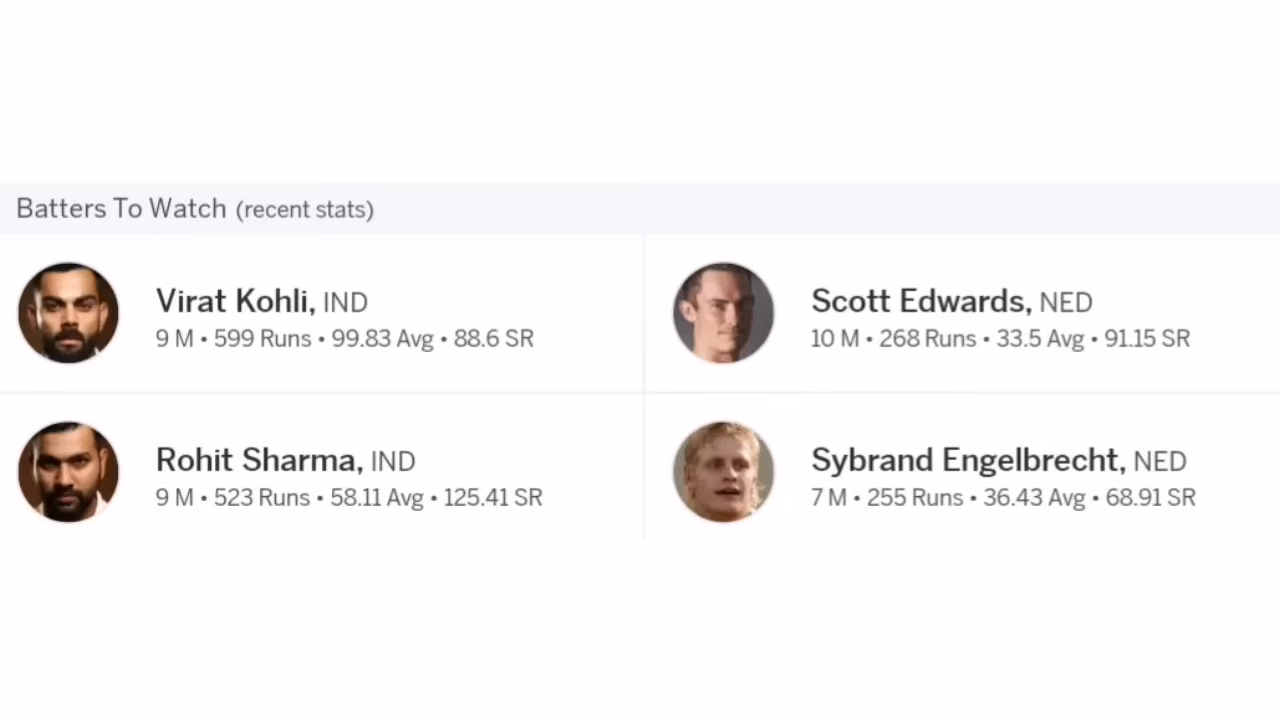 Batters To Watch (recent stats)
Virat Kohli, IND
9 M • 599 Runs • 99.83 Avg • 88.6 SR
Scott Edwards, NED
10 M • 268 Runs • 33.5 Avg • 91.15 SR
Rohit Sharma, IND
9 M • 523 Runs • 58.11 Avg • 125.41 SR
Sybrand Engelbrecht, NED
7 M • 255 Runs • 36.43 Avg • 68.91 SR